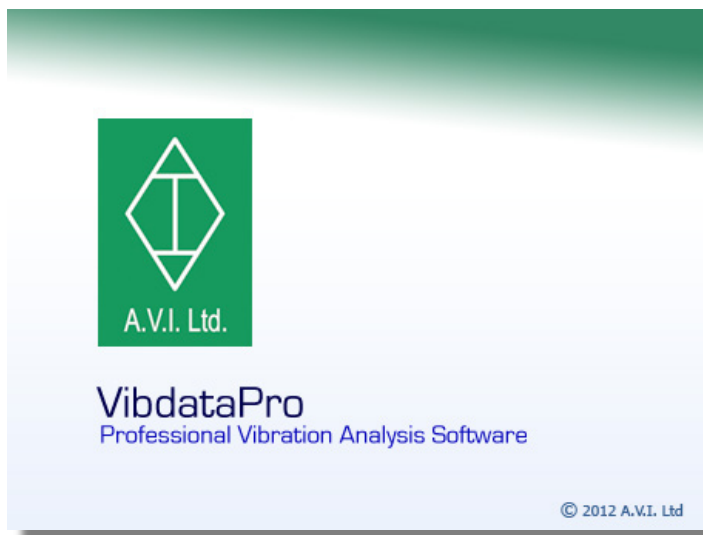 A.V.I. Ltd.
VibdataPro
Professional Vibration Analysis Software
© 2012 A.V.I. Ltd